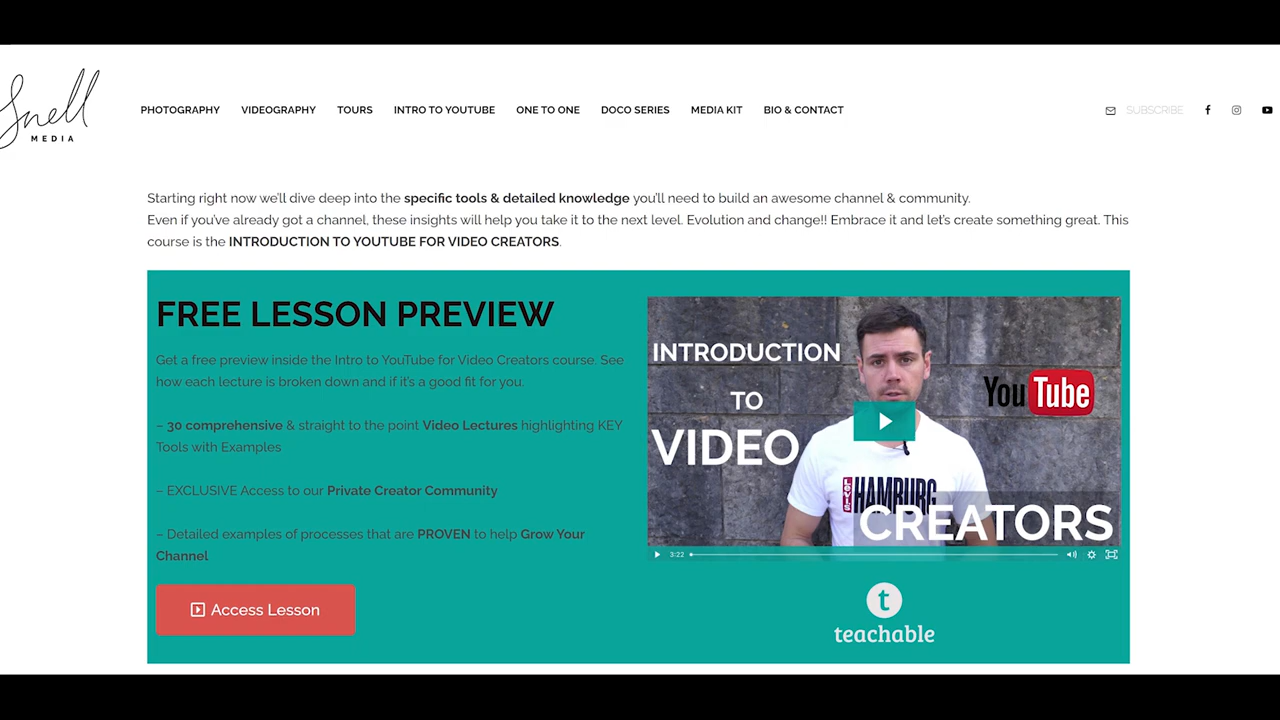 Snell
MEDIA
PHOTOGRAPHY VIDEOGRAPHY TOURS INTRO TO YOUTUBE ONE TO ONE DOCO SERIES MEDIA KIT BIO & CONTACT SUBSCRIBE
Starting right now we'll dive deep into the specific tools & detailed knowledge you'll need to build an awesome channel & community.
Even if you've already got a channel, these insights will help you take it to the next level. Evolution and change!! Embrace it and let's create something great. This
course is the INTRODUCTION TO YOUTUBE FOR VIDEO CREATORS.
FREE LESSON PREVIEW
Get a free preview inside the Intro to YouTube for Video Creators course. See
how each lecture is broken down and if it's a good fit for you.
– 30 comprehensive & straight to the point Video Lectures highlighting KEY
Tools with Examples
– EXCLUSIVE Access to our Private Creator Community
– Detailed examples of processes that are PROVEN to help Grow Your
Channel
Access Lesson
INTRODUCTION
TO
VIDEO
YouTube
LEVI'S
HAMBURG
CREATORS
3:22
t
teachable